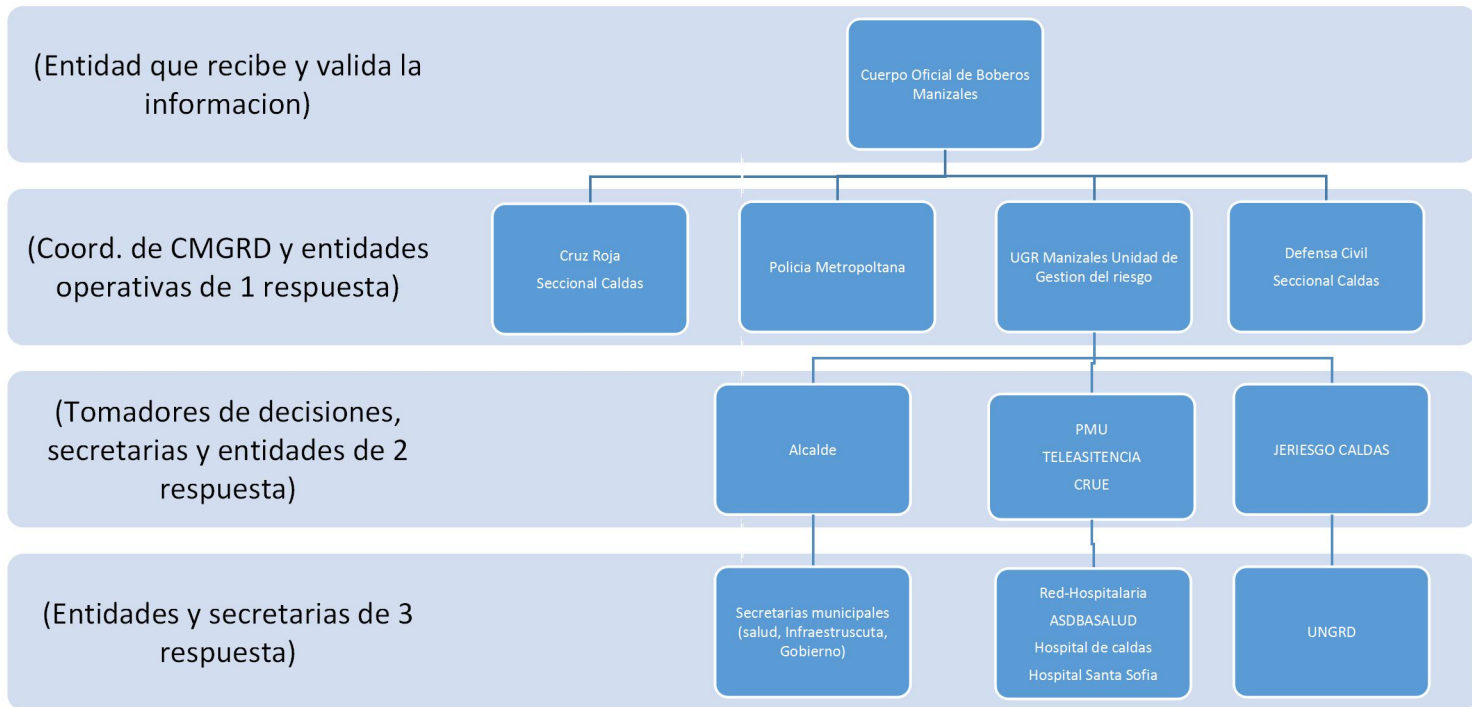 (Entidad que recibe y valida la
informacion)
Cuerpo Oficial de Boberos
Manizales
(Coord. de CMGRD y entidades
operativas de 1 respuesta)
Cruz Roja
Seccional Caldas
Policia Metropoltana
UGR Manizales Unidad de
Gestion del riesgo
Defensa Civil
Seccional Caldas
(Tomadores de decisiones,
secretarias y entidades de 2
respuesta)
Alcalde
PMU
TELEASITENCIA
CRUE
JERIESGO CALDAS
(Entidades y secretarias de 3
respuesta)
Secretarias municipales
(salud, Infraestruscuta,
Gobierno)
Red-Hospitalaria
ASDBASALUD
Hospital de caldas
Hospital Santa Sofia
UNGRD